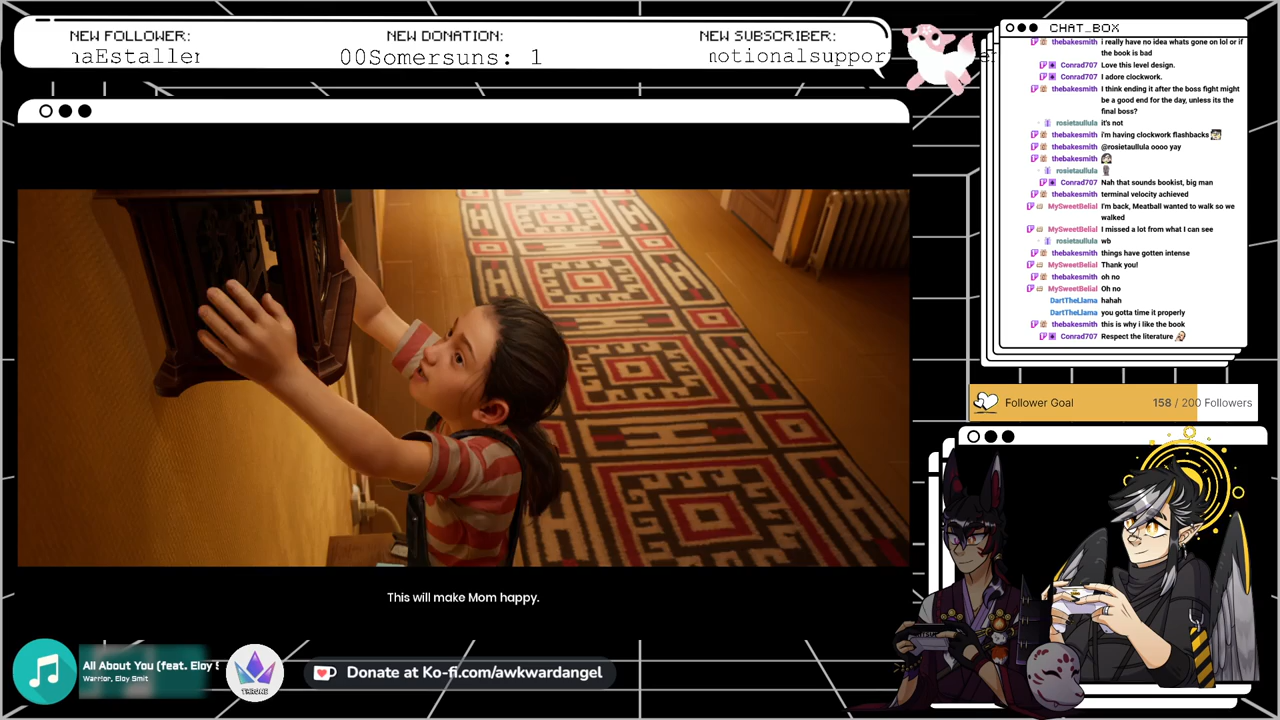 NEW FOLLOWER:
naEstaller
NEW DONATION:
00Somersuns: 1
NEW SUBSCRIBER:
motionalsupporter
CHAT_BOX
thebakesmith i really have no idea whats gone on lol or if
the book is bad
Conrad707 Love this level design.
Conrad707 I adore clockwork.
thebakesmith I think ending it after the boss fight might
be a good end for the day, unless its the
final boss?
rosietaullula it's not
thebakesmith i'm having clockwork flashbacks
thebakesmith @rosietaullula oooo yay
thebakesmith
rosietaullula
Conrad707 Nah that sounds bookist, big man
thebakesmith terminal velocity achieved
MySweetBelial I'm back, Meatball wanted to walk so we
walked
MySweetBelial I missed a lot from what I can see
rosietaullula wb
thebakesmith things have gotten intense
MySweetBelial Thank you!
thebakesmith oh no
MySweetBelial Oh no
DartTheLlama hahah
DartTheLlama you gotta time it properly
thebakesmith this is why i like the book
Conrad707 Respect the literature
Follower Goal
158 / 200 Followers
This will make Mom happy.
All About You (feat. Eloy S
Warrior, Eloy Smit
THRONE
Donate at Ko-fi.com/awkwardangel